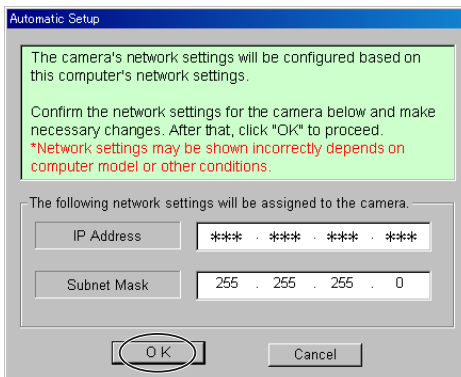 Automatic Setup
The camera's network settings will be configured based on
this computer's network settings.
Confirm the network settings for the camera below and make
necessary changes. After that, click "OK" to proceed.
*Network settings may be shown incorrectly depends on
computer model or other conditions.
The following network settings will be assigned to the camera.
IP Address *** . *** . *** . ***
Subnet Mask 255 . 255 . 255 . 0
OK Cancel